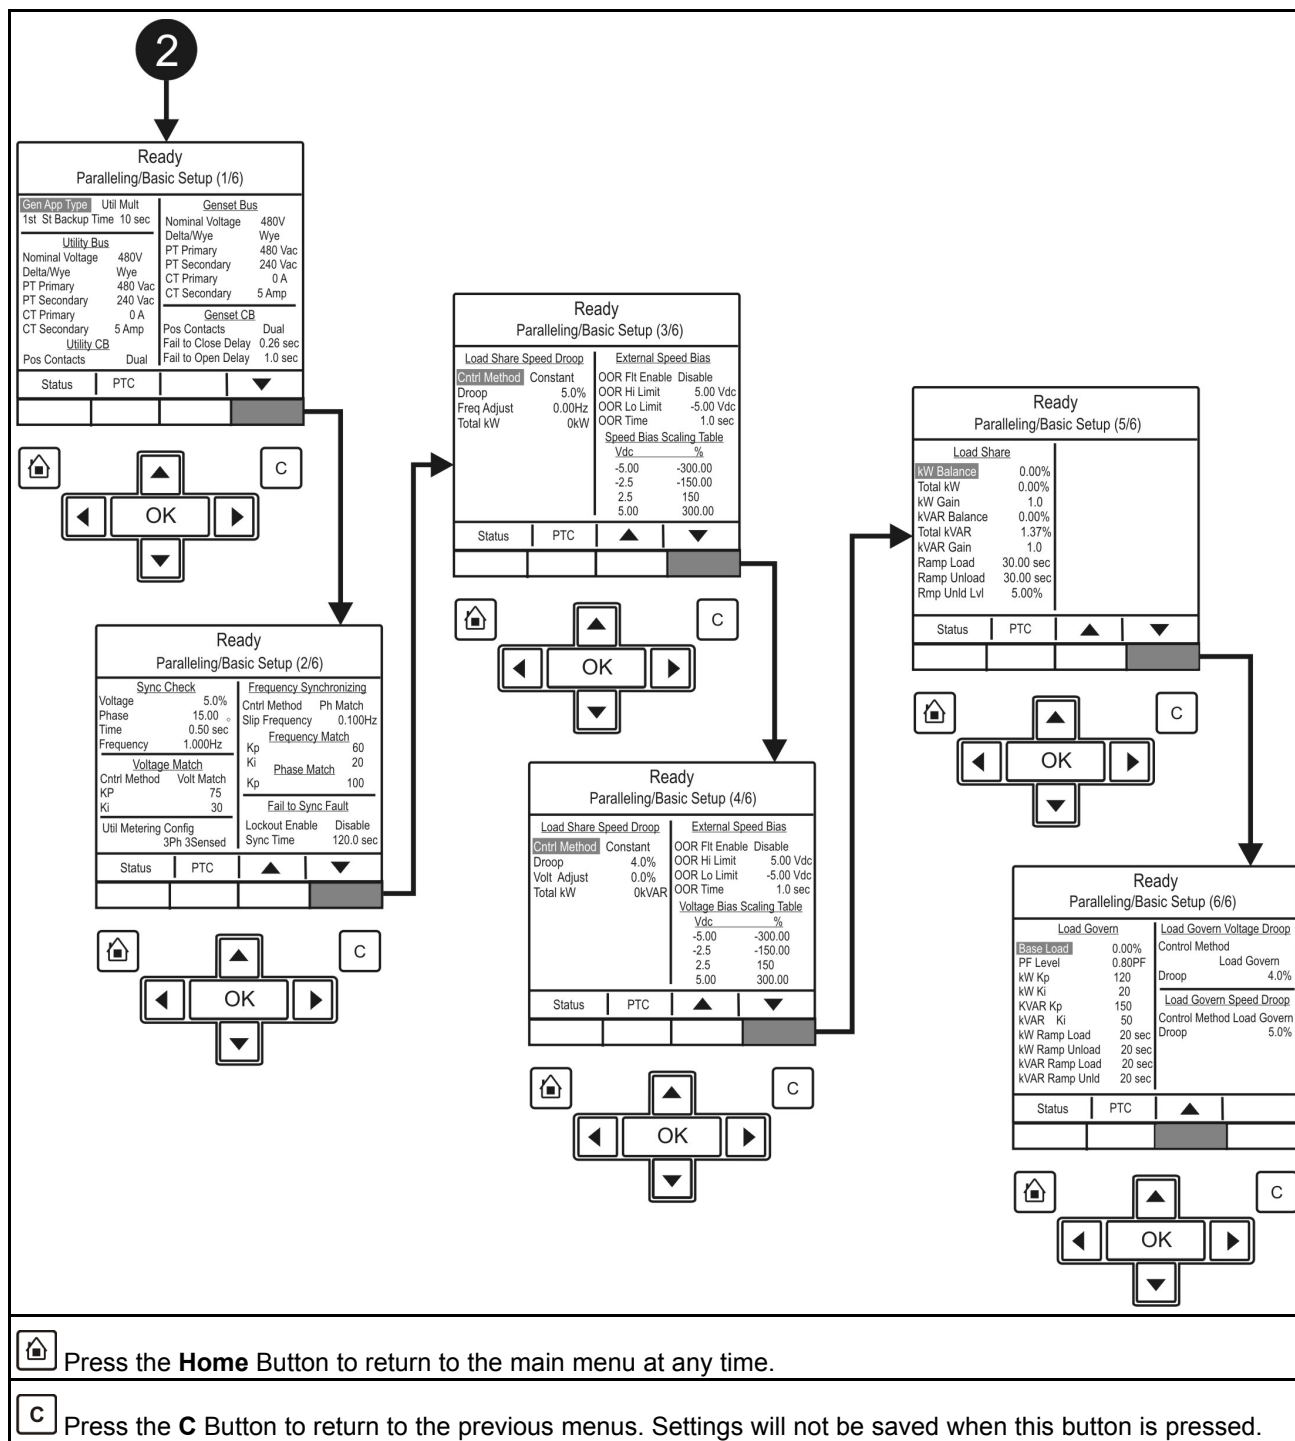 2
Ready
Paralleling/Basic Setup (1/6)
Gen App Type Util Mult
1st St Backup Time 10 sec
Utility Bus
Nominal Voltage 480V
Delta/Wye Wye
PT Primary 480 Vac
PT Secondary 240 Vac
CT Primary 0 A
CT Secondary 5 Amp
Utility CB
Pos Contacts Dual
Genset Bus
Nominal Voltage 480V
Delta/Wye Wye
PT Primary 480 Vac
PT Secondary 240 Vac
CT Primary 0 A
CT Secondary 5 Amp
Genset CB
Pos Contacts Dual
Fail to Close Delay 0.26 sec
Fail to Open Delay 1.0 sec
Status PTC
C
OK
Ready
Paralleling/Basic Setup (2/6)
Sync Check
Voltage 5.0%
Phase 15.00 °
Time 0.50 sec
Frequency 1.000Hz
Voltage Match
Cntrl Method Volt Match
KP 75
Ki 30
Util Metering Config
3Ph 3Sensed
Frequency Synchronizing
Cntrl Method Ph Match
Slip Frequency 0.100Hz
Frequency Match
Kp 60
Ki 20
Phase Match
Kp 100
Fail to Sync Fault
Lockout Enable Disable
Sync Time 120.0 sec
Status PTC
C
OK
Ready
Paralleling/Basic Setup (3/6)
Load Share Speed Droop
Cntrl Method Constant
Droop 5.0%
Freq Adjust 0.00Hz
Total kW 0kW
External Speed Bias
OOR Flt Enable Disable
OOR Hi Limit 5.00 Vdc
OOR Lo Limit -5.00 Vdc
OOR Time 1.0 sec
Speed Bias Scaling Table
Vdc %
-5.00 -300.00
-2.5 -150.00
2.5 150
5.00 300.00
Status PTC
C
OK
Ready
Paralleling/Basic Setup (4/6)
Load Share Speed Droop
Cntrl Method Constant
Droop 4.0%
Volt Adjust 0.0%
Total kW 0kVAR
External Speed Bias
OOR Flt Enable Disable
OOR Hi Limit 5.00 Vdc
OOR Lo Limit -5.00 Vdc
OOR Time 1.0 sec
Voltage Bias Scaling Table
Vdc %
-5.00 -300.00
-2.5 -150.00
2.5 150
5.00 300.00
Status PTC
C
OK
Ready
Paralleling/Basic Setup (5/6)
Load Share
kW Balance 0.00%
Total kW 0.00%
kW Gain 1.0
kVAR Balance 0.00%
Total kVAR 1.37%
kVAR Gain 1.0
Ramp Load 30.00 sec
Ramp Unload 30.00 sec
Rmp Unld Lvl 5.00%
Status PTC
C
OK
Ready
Paralleling/Basic Setup (6/6)
Load Govern
Base Load 0.00%
PF Level 0.80PF
kW Kp 120
kW Ki 20
KVAR Kp 150
kVAR Ki 50
kW Ramp Load 20 sec
kW Ramp Unload 20 sec
kVAR Ramp Load 20 sec
kVAR Ramp Unld 20 sec
Load Govern Voltage Droop
Control Method
Load Govern
Droop 4.0%
Load Govern Speed Droop
Control Method Load Govern
Droop 5.0%
Status PTC
C
OK
Press the Home Button to return to the main menu at any time.
C Press the C Button to return to the previous menus. Settings will not be saved when this button is pressed.